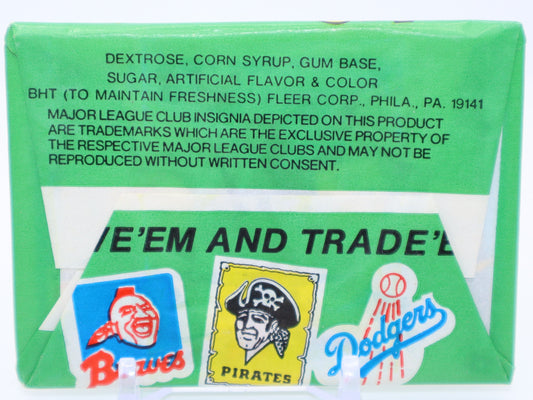 DEXTROSE, CORN SYRUP, GUM BASE,
SUGAR, ARTIFICIAL FLAVOR & COLOR
BHT (TO MAINTAIN FRESHNESS) FLEER CORP., PHILA., PA. 19141
MAJOR LEAGUE CLUB INSIGNIA DEPICTED ON THIS PRODUCT
ARE TRADEMARKS WHICH ARE THE EXCLUSIVE PROPERTY OF
THE RESPECTIVE MAJOR LEAGUE CLUBS AND MAY NOT BE
REPRODUCED WITHOUT WRITTEN CONSENT.
VE'EM AND TRADE'E
Braves
PIRATES
Dodgers